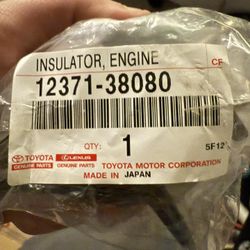 INSULATOR, ENGINE CF
12371-38080
QTY: 1 5F12
TOYOTA LEXUS
GENUINE PARTS GENUINE PARTS TOYOTA MOTOR CORPORATION
MADE IN JAPAN